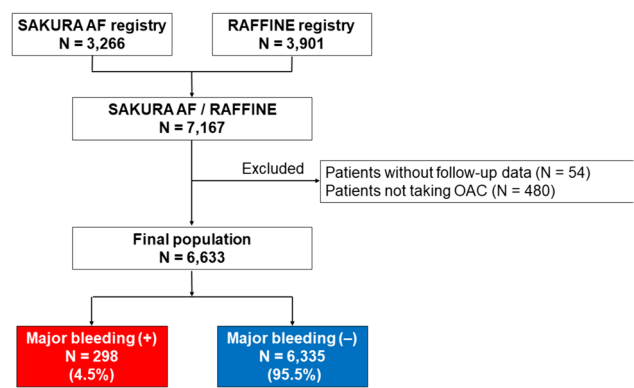 SAKURA AF registry
N = 3,266
RAFFINE registry
N = 3,901
SAKURA AF / RAFFINE
N = 7,167
Excluded
Patients without follow-up data (N = 54)
Patients not taking OAC (N = 480)
Final population
N = 6,633
Major bleeding (+)
N = 298
(4.5%)
Major bleeding (–)
N = 6,335
(95.5%)